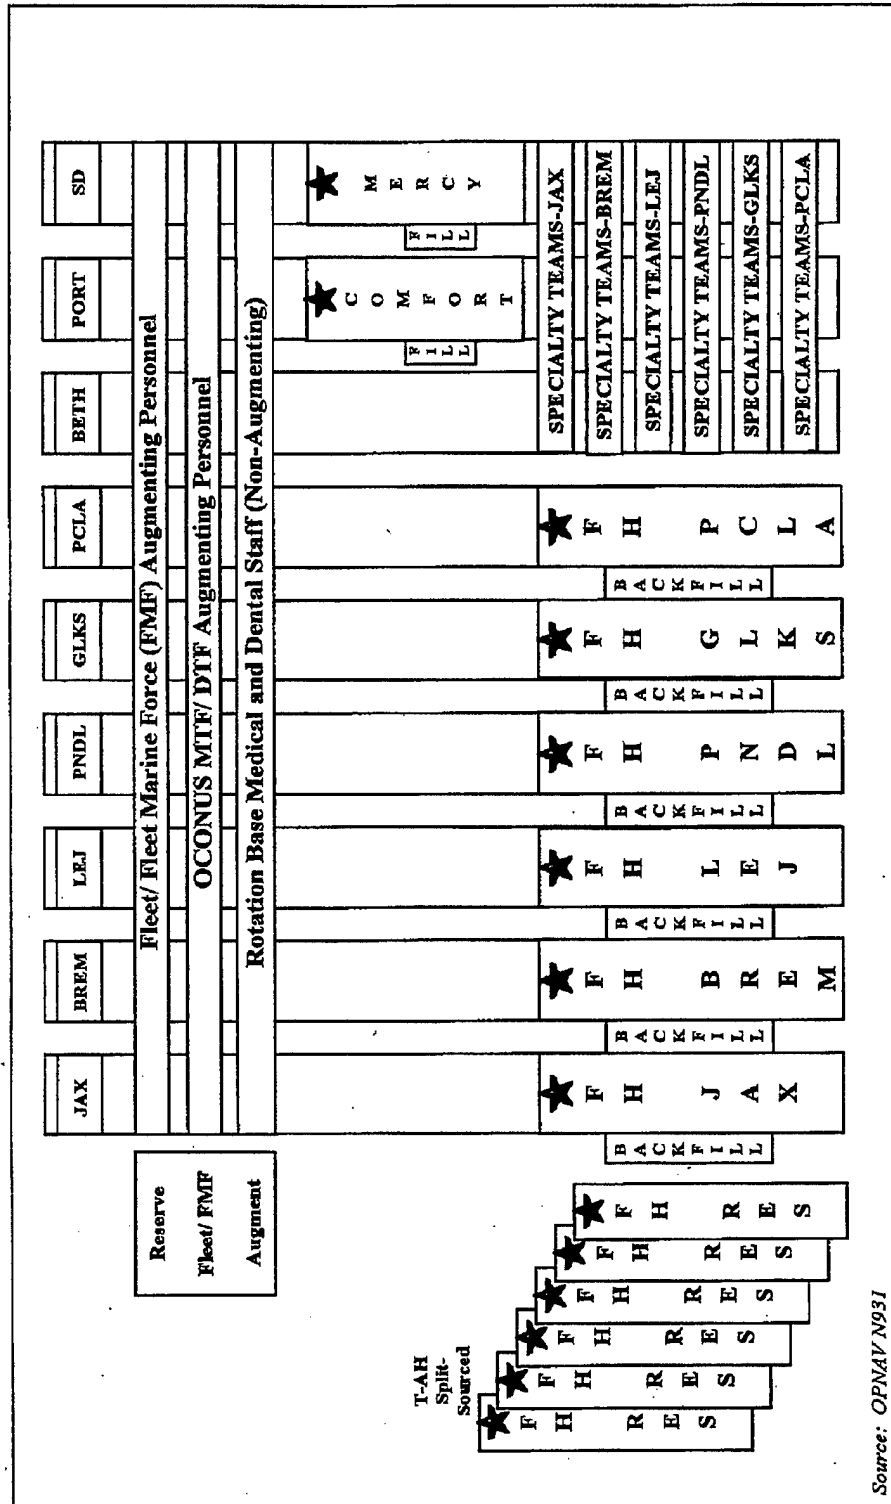 JAX
BREM
LEJ
PNDL
GLKS
PCLA
BETH
PORT
SD
Reserve
Fleet/ FMF
Augment
Fleet/ Fleet Marine Force (FMF) Augmenting Personnel
OCONUS MTF/ DTF Augmenting Personnel
Rotation Base Medical and Dental Staff (Non-Augmenting)
FILL
COMFORT
FILL
MERCY
T-AH
Split-
Sourced
FH RES
FH RES
FH RES
FH RES
FH RES
FH RES
BACKFILL
FH JAX
BACKFILL
FH BREM
BACKFILL
FH LEJ
BACKFILL
FH PNDL
BACKFILL
FH GLKS
BACKFILL
FH PCLA
SPECIALTY TEAMS-JAX
SPECIALTY TEAMS-BREM
SPECIALTY TEAMS-LEJ
SPECIALTY TEAMS-PNDL
SPECIALTY TEAMS-GLKS
SPECIALTY TEAMS-PCLA
Source: OPNAV N931